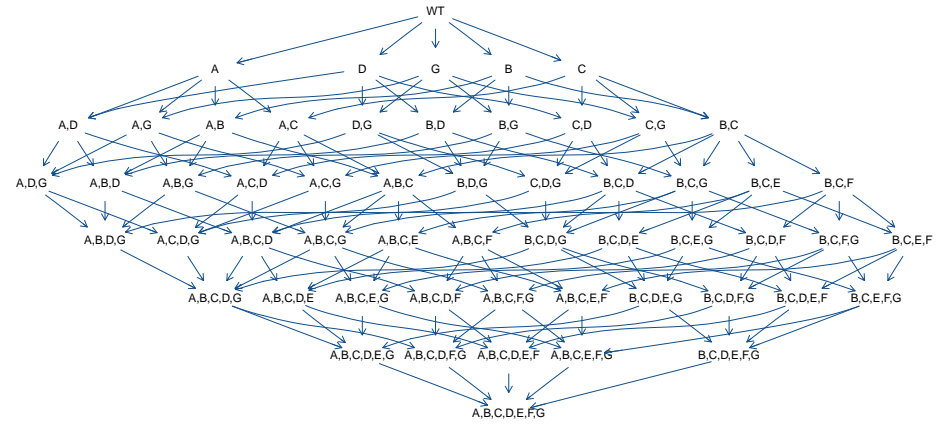 WT
A D G B C
A,D A,G A,B A,C D,G B,D B,G C,D C,G B,C
A,D,G A,B,D A,B,G A,C,D A,C,G A,B,C B,D,G C,D,G B,C,D B,C,G B,C,E B,C,F
A,B,D,G A,C,D,G A,B,C,D A,B,C,G A,B,C,E A,B,C,F B,C,D,G B,C,D,E B,C,E,G B,C,D,F B,C,F,G B,C,E,F
A,B,C,D,G A,B,C,D,E A,B,C,E,G A,B,C,D,F A,B,C,F,G A,B,C,E,F B,C,D,E,G B,C,D,F,G B,C,D,E,F B,C,E,F,G
A,B,C,D,E,G A,B,C,D,F,G A,B,C,D,E,F A,B,C,E,F,G B,C,D,E,F,G
A,B,C,D,E,F,G